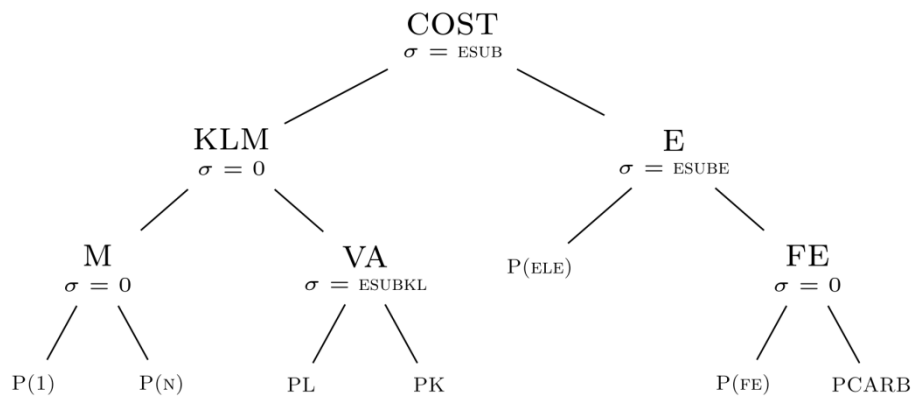 COST
σ = ESUB
KLM
σ = 0
E
σ = ESUBE
M
σ = 0
VA
σ = ESUBKL
P(ELE)
FE
σ = 0
P(1)
P(N)
PL
PK
P(FE)
PCARB